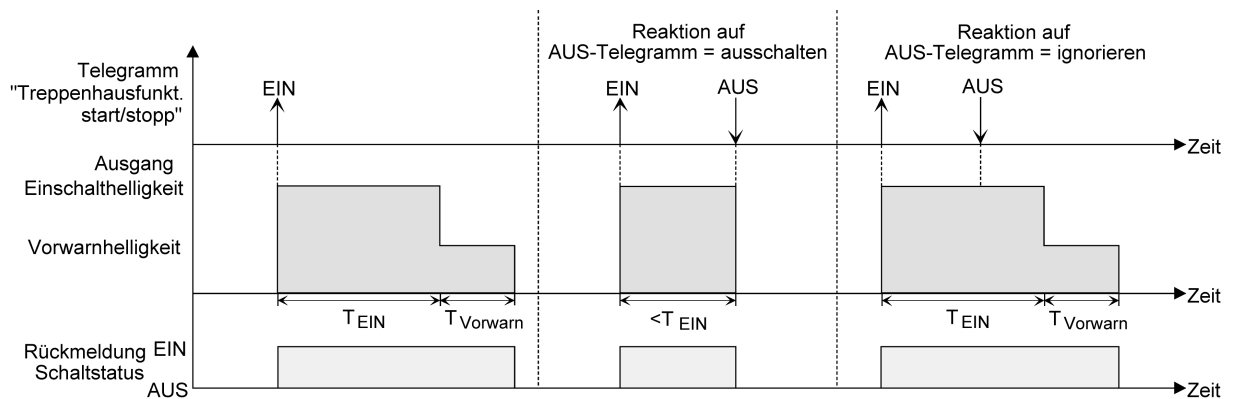 Reaktion auf
AUS-Telegramm = ausschalten
Reaktion auf
AUS-Telegramm = ignorieren
Telegramm
"Treppenhausfunkt.
start/stopp"
EIN
EIN
AUS
EIN
AUS
Zeit
Ausgang
Einschalthelligkeit
Vorwarnhelligkeit
Zeit
T EIN
T Vorwarn
<T EIN
T EIN
T Vorwarn
Rückmeldung
Schaltstatus
EIN
AUS
Zeit